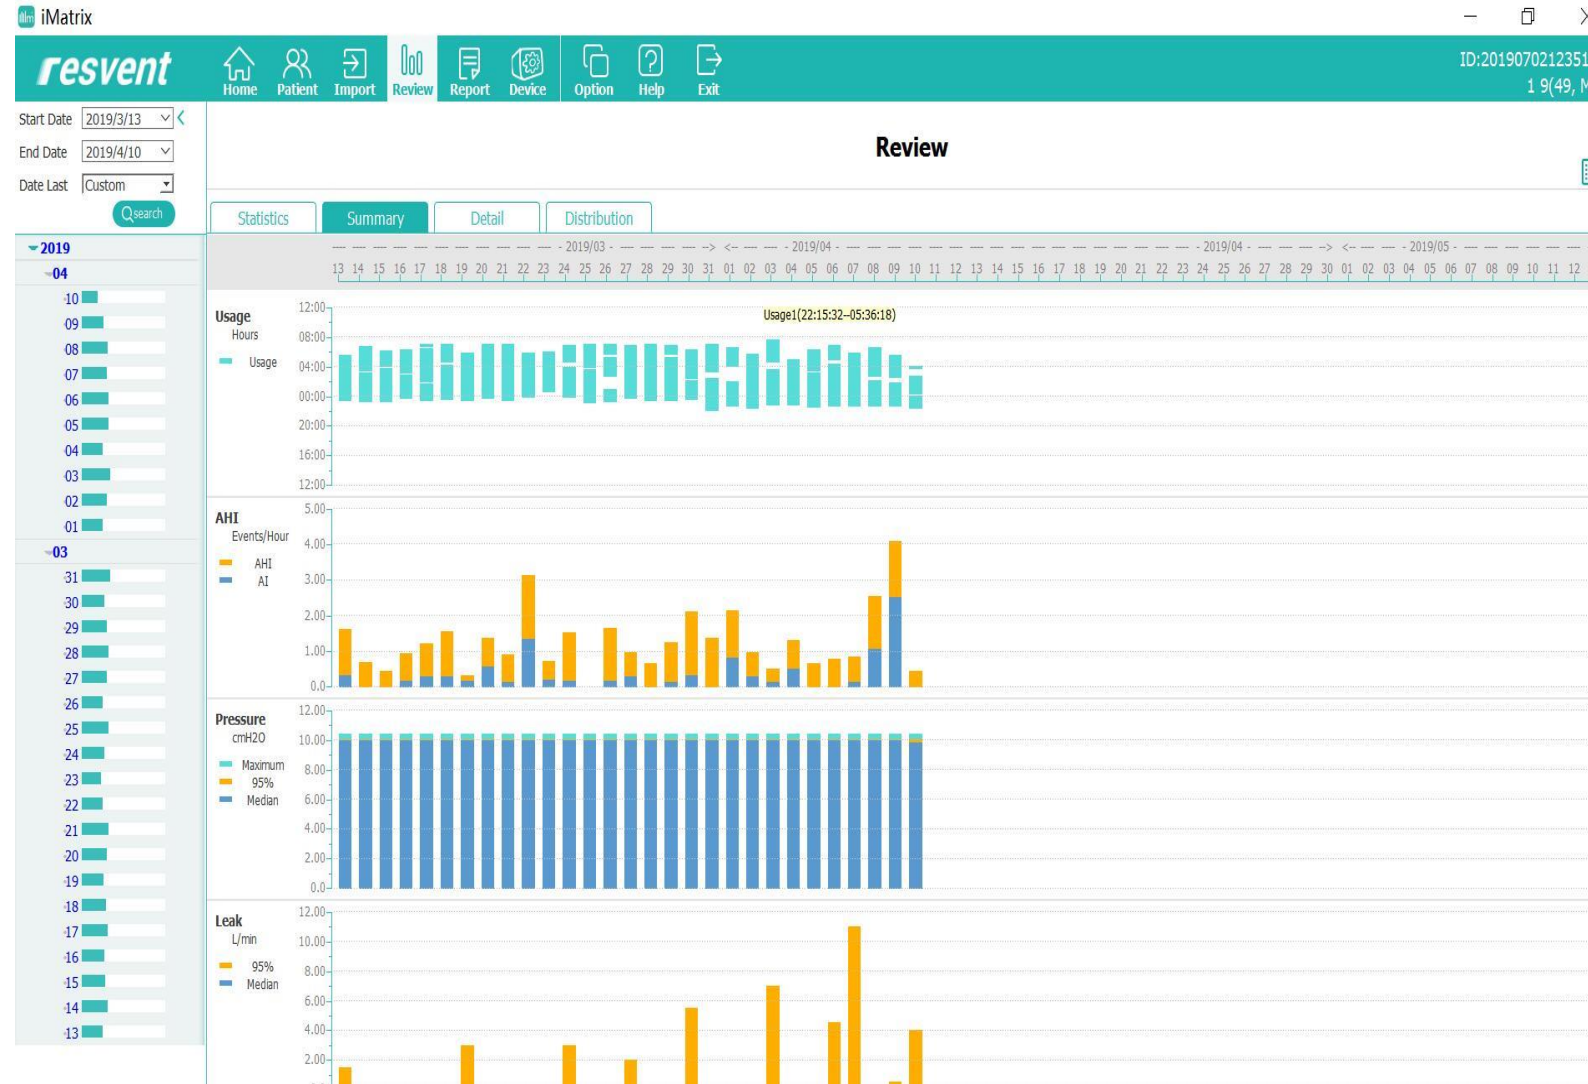 iMatrix
resvent
Home Patient Import Review Report Device Option Help Exit
ID:2019070212351
1 9(49, M
Start Date 2019/3/13
End Date 2019/4/10
Date Last Custom
search
Review
Statistics Summary Detail Distribution
2019/03 --> <-- 2019/04 - 2019/04 --> <-- 2019/05
13 14 15 16 17 18 19 20 21 22 23 24 25 26 27 28 29 30 31 01 02 03 04 05 06 07 08 09 10 11 12 13 14 15 16 17 18 19 20 21 22 23 24 25 26 27 28 29 30 01 02 03 04 05 06 07 08 09 10 11 12
2019
04
10
09
08
07
06
05
04
03
02
01
03
31
30
29
28
27
26
25
24
23
22
21
20
19
18
17
16
15
14
13
Usage
Hours
Usage
12:00
08:00
04:00
00:00
20:00
16:00
12:00
Usage1(22:15:32--05:36:18)
AHI
Events/Hour
AHI
AI
5.00
4.00
3.00
2.00
1.00
0.0
Pressure
cmH2O
Maximum
95%
Median
12.00
10.00
8.00
6.00
4.00
2.00
0.0
Leak
L/min
95%
Median
12.00
10.00
8.00
6.00
4.00
2.00